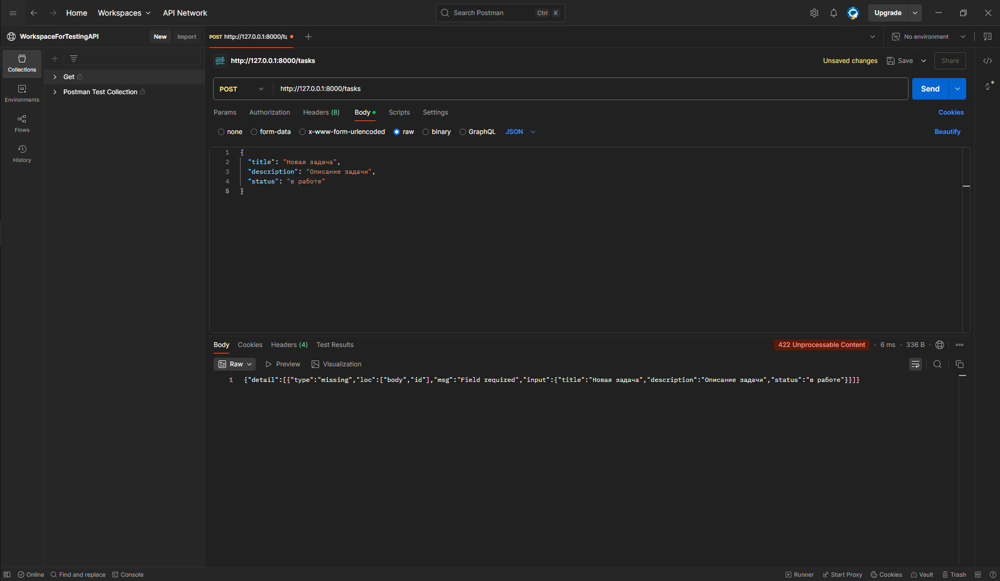 Home Workspaces API Network Search Postman Ctrl K Upgrade
WorkspaceForTestingAPI New Import POST http://127.0.0.1:8000/ta No environment
HTTP http://127.0.0.1:8000/tasks Unsaved changes Save Share
Collections
Get
Postman Test Collection
Environments
Flows
History
POST http://127.0.0.1:8000/tasks Send
Params Authorization Headers (8) Body Scripts Settings Cookies
none form-data x-www-form-urlencoded raw binary GraphQL JSON Beautify
1 {
2 "title": "Новая задача",
3 "description": "Описание задачи",
4 "status": "в работе"
5 }
Body Cookies Headers (4) Test Results 422 Unprocessable Content 6 ms 336 B
Raw Preview Visualization
1 {"detail":[{"type":"missing","loc":["body","id"],"msg":"Field required","input":{"title":"Новая задача","description":"Описание задачи","status":"в работе"}}]}
Online Find and replace Console Runner Start Proxy Cookies Vault Trash